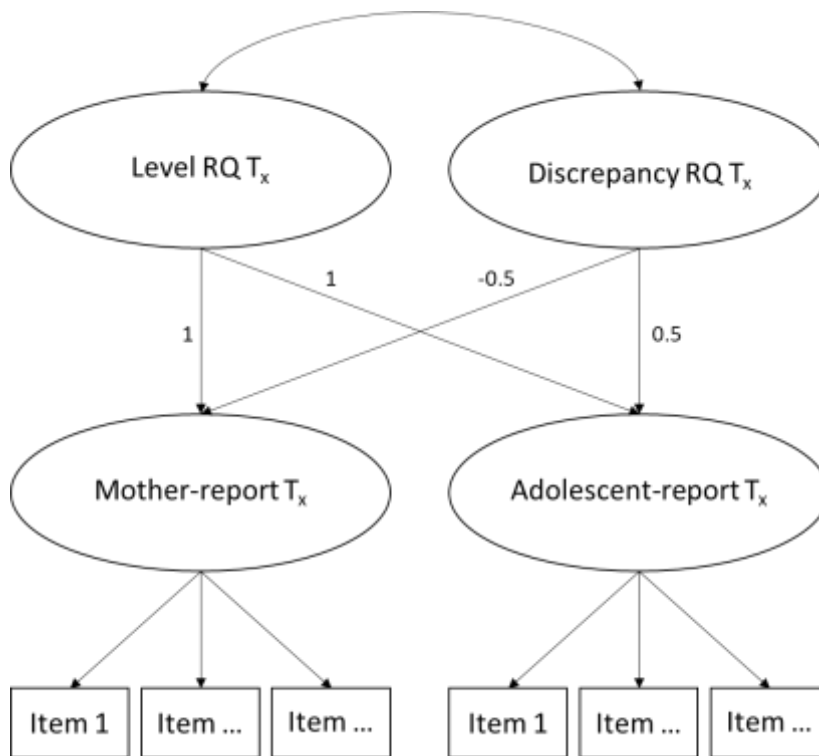 Level RQ Tx
Discrepancy RQ Tx
1
-0.5
1
0.5
Mother-report Tx
Adolescent-report Tx
Item 1
Item ...
Item ...
Item 1
Item ...
Item ...